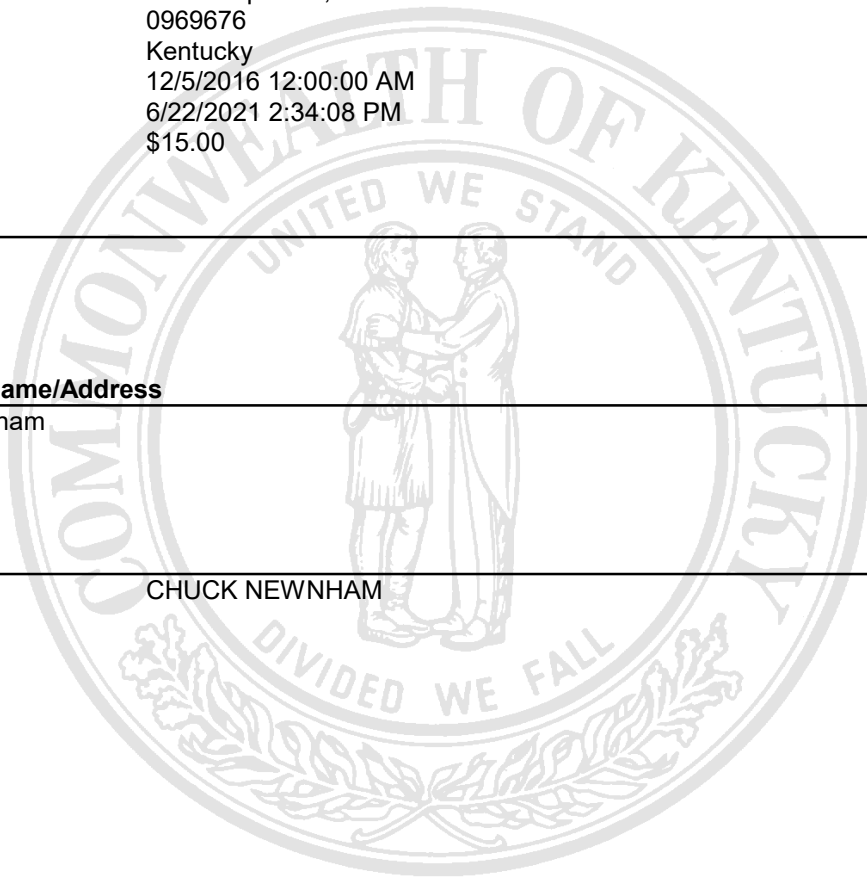 0969676
Kentucky
12/5/2016 12:00:00 AM
6/22/2021 2:34:08 PM
$15.00
COMMONWEALTH OF KENTUCKY
UNITED WE STAND
ame/Address
ham
CHUCK NEWNHAM
DIVIDED WE FALL